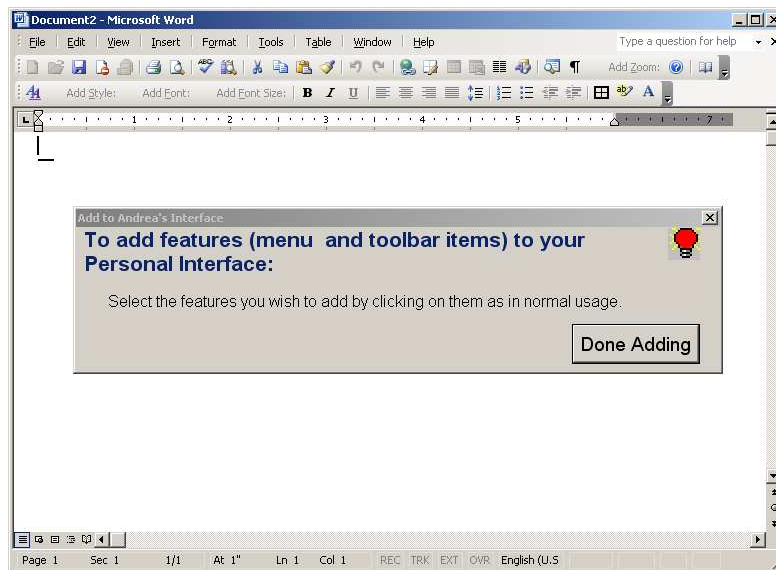 Document2 - Microsoft Word
File Edit View Insert Format Tools Table Window Help Type a question for help
Add Zoom:
Add Style: Add Font: Add Font Size: B I U ab A
L 1 2 3 4 5 7
Add to Andrea's Interface
To add features (menu and toolbar items) to your
Personal Interface:
Select the features you wish to add by clicking on them as in normal usage.
Done Adding
Page 1 Sec 1 1/1 At 1" Ln 1 Col 1 REC TRK EXT OVR English (U.S